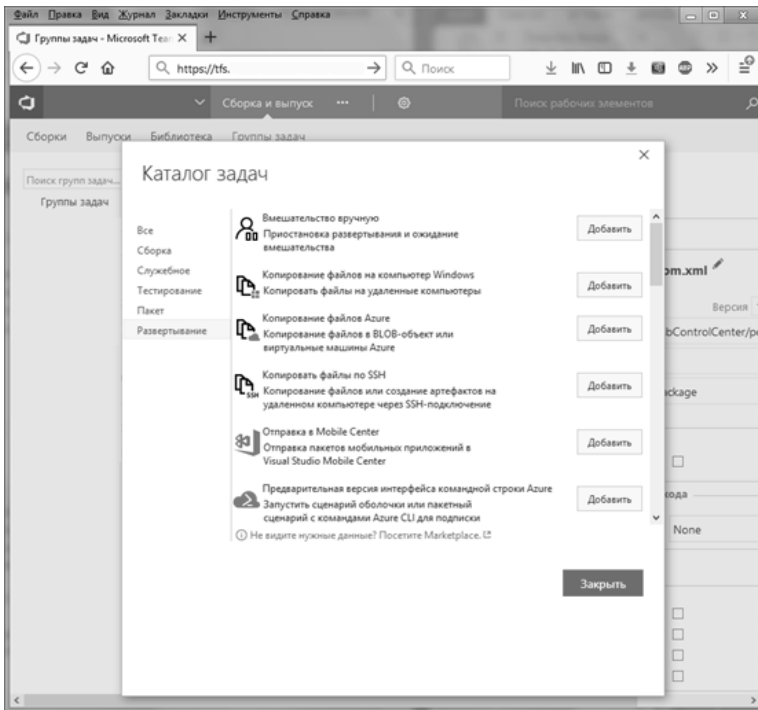 Файл Правка Вид Журнал Закладки Инструменты Справка
Группы задач - Microsoft Tear
https://tfs.
Поиск
Сборка и выпуск
Поиск рабочих элементов
Сборки Выпуски Библиотека Группы задач
Поиск групп задач...
Группы задач
Каталог задач
Все
Сборка
Служебное
Тестирование
Пакет
Развертывание
Вмешательство вручную
Приостановка развертывания и ожидание
вмешательства
Добавить
Копирование файлов на компьютер Windows
Копировать файлы на удаленные компьютеры
Добавить
Копирование файлов Azure
Копирование файлов в BLOB-объект или
виртуальные машины Azure
Добавить
SSH
Копировать файлы по SSH
Копирование файлов или создание артефактов на
удаленном компьютере через SSH-подключение
Добавить
Отправка в Mobile Center
Отправка пакетов мобильных приложений в
Visual Studio Mobile Center
Добавить
Предварительная версия интерфейса командной строки Azure
Запустить сценарий оболочки или пакетный
сценарий с командами Azure CLI для подписки
Добавить
Не видите нужные данные? Посетите Marketplace.
Закрыть
om.xml
Версия
bControlCenter/po
ackage
кода
None